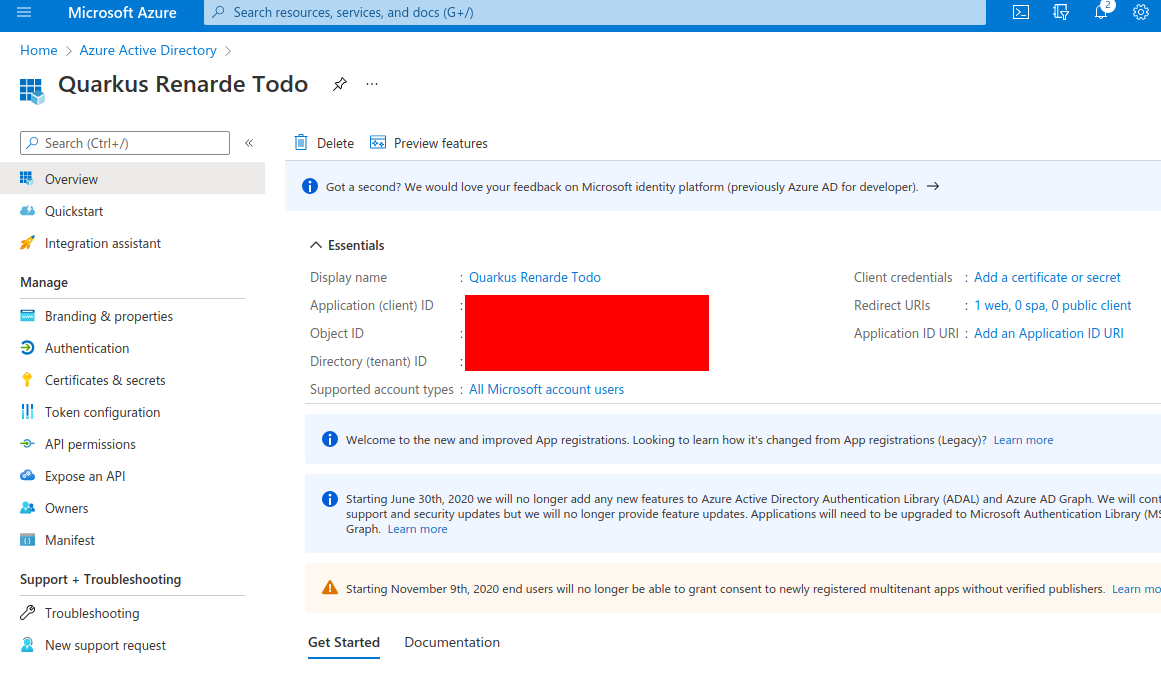 Microsoft Azure
Search resources, services, and docs (G+/)
2
Home > Azure Active Directory >
Quarkus Renarde Todo
...
Search (Ctrl+/)
«
Delete
Preview features
Overview
Quickstart
Integration assistant
Manage
Branding & properties
Authentication
Certificates & secrets
Token configuration
API permissions
Expose an API
Owners
Manifest
Support + Troubleshooting
Troubleshooting
New support request
Got a second? We would love your feedback on Microsoft identity platform (previously Azure AD for developer). →
Essentials
Display name : Quarkus Renarde Todo
Application (client) ID :
Object ID :
Directory (tenant) ID :
Supported account types : All Microsoft account users
Client credentials : Add a certificate or secret
Redirect URIs : 1 web, 0 spa, 0 public client
Application ID URI : Add an Application ID URI
Welcome to the new and improved App registrations. Looking to learn how it's changed from App registrations (Legacy)? Learn more
Starting June 30th, 2020 we will no longer add any new features to Azure Active Directory Authentication Library (ADAL) and Azure AD Graph. We will cont
support and security updates but we will no longer provide feature updates. Applications will need to be upgraded to Microsoft Authentication Library (MS
Graph. Learn more
Starting November 9th, 2020 end users will no longer be able to grant consent to newly registered multitenant apps without verified publishers. Learn mo
Get Started
Documentation